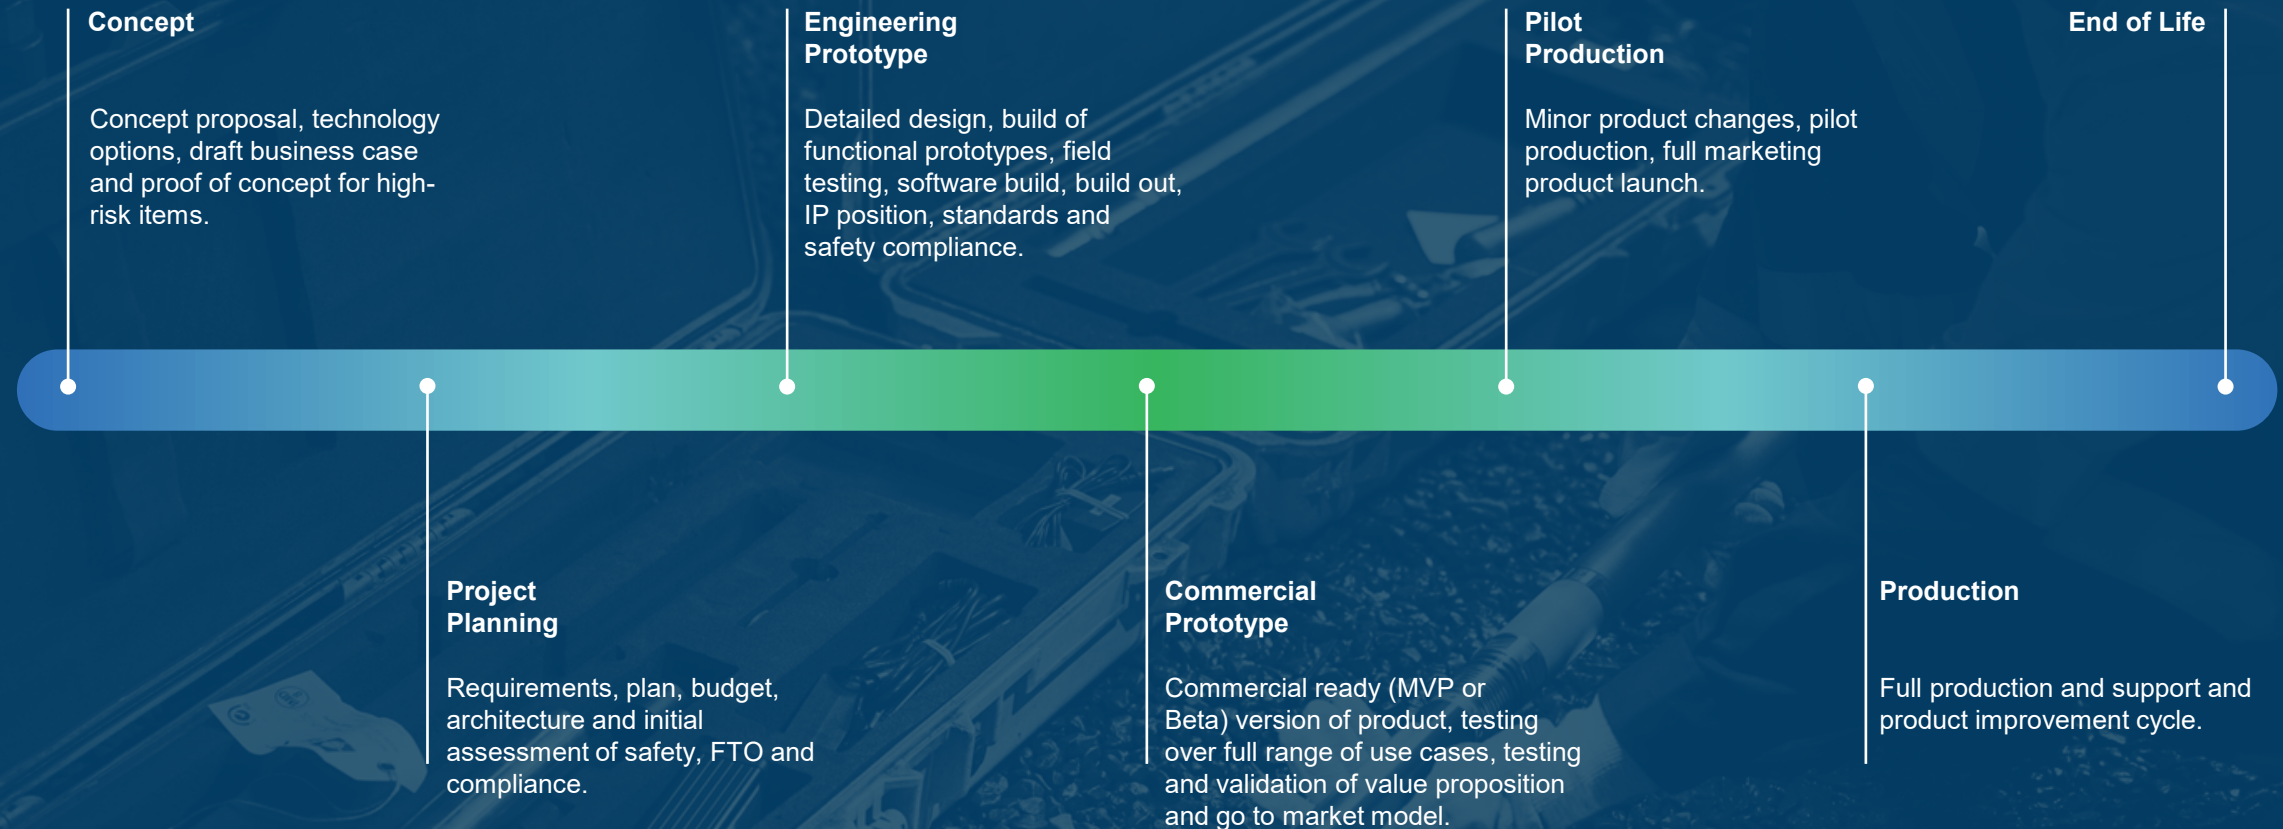 Concept
Concept proposal, technology
options, draft business case
and proof of concept for high-
risk items.
Project
Planning
Requirements, plan, budget,
architecture and initial
assessment of safety, FTO and
compliance.
Engineering
Prototype
Detailed design, build of
functional prototypes, field
testing, software build, build out,
IP position, standards and
safety compliance.
Commercial
Prototype
Commercial ready (MVP or
Beta) version of product, testing
over full range of use cases, testing
and validation of value proposition
and go to market model.
Pilot
Production
Minor product changes, pilot
production, full marketing
product launch.
Production
Full production and support and
product improvement cycle.
End of Life